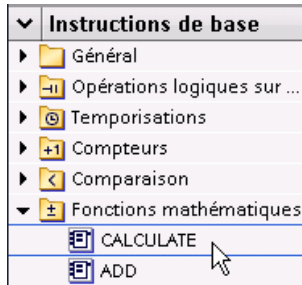 Instructions de base
Général
Opérations logiques sur ...
Temporisations
Compteurs
Comparaison
Fonctions mathématiques
CALCULATE
ADD